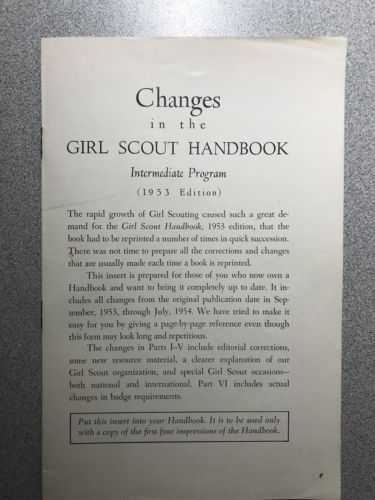 Changes
in the
GIRL SCOUT HANDBOOK
Intermediate Program
(1953 Edition)
The rapid growth of Girl Scouting caused such a great de-
mand for the Girl Scout Handbook, 1953 edition, that the
book had to be reprinted a number of times in quick succession.
There was not time to prepare all the corrections and changes
that are usually made each time a book is reprinted.
This insert is prepared for those of you who now own a
Handbook and want to bring it completely up to date. It in-
cludes all changes from the original publication date in Sep-
tember, 1953, through July, 1954. We have tried to make it
easy for you by giving a page-by-page reference even though
this form may look long and repetitious.
The changes in Parts I–V include editorial corrections,
some new resource material, a clearer explanation of our
Girl Scout organization, and special Girl Scout occasions—
both national and international. Part VI includes actual
changes in badge requirements.
Put this insert into your Handbook. It is to be used only
with a copy of the first four impressions of the Handbook.